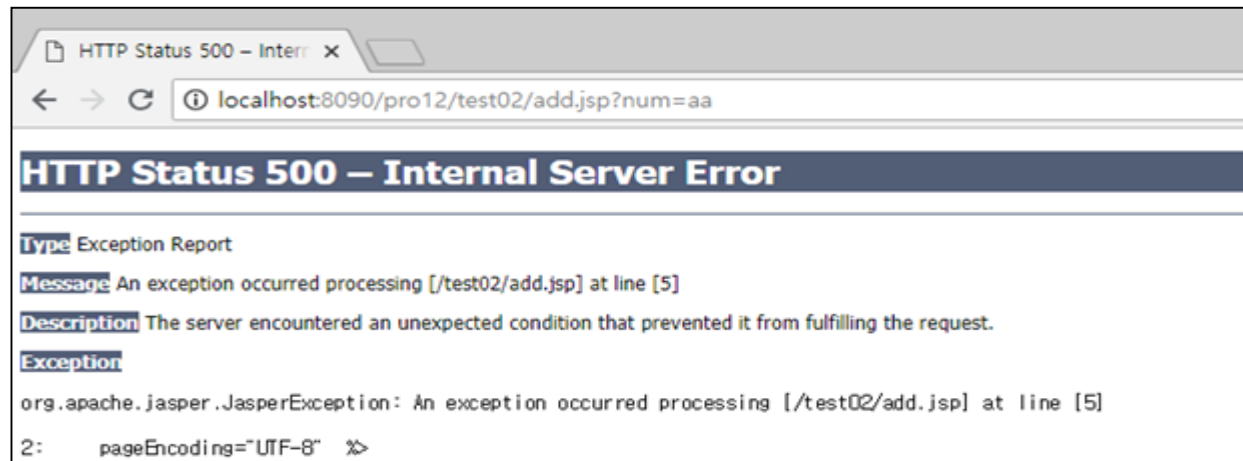 HTTP Status 500 – Intern
localhost:8090/pro12/test02/add.jsp?num=aa
HTTP Status 500 – Internal Server Error
Type Exception Report
Message An exception occurred processing [/test02/add.jsp] at line [5]
Description The server encountered an unexpected condition that prevented it from fulfilling the request.
Exception
org.apache.jasper.JasperException: An exception occurred processing [/test02/add.jsp] at line [5]
2: pageEncoding="UTF-8" %>